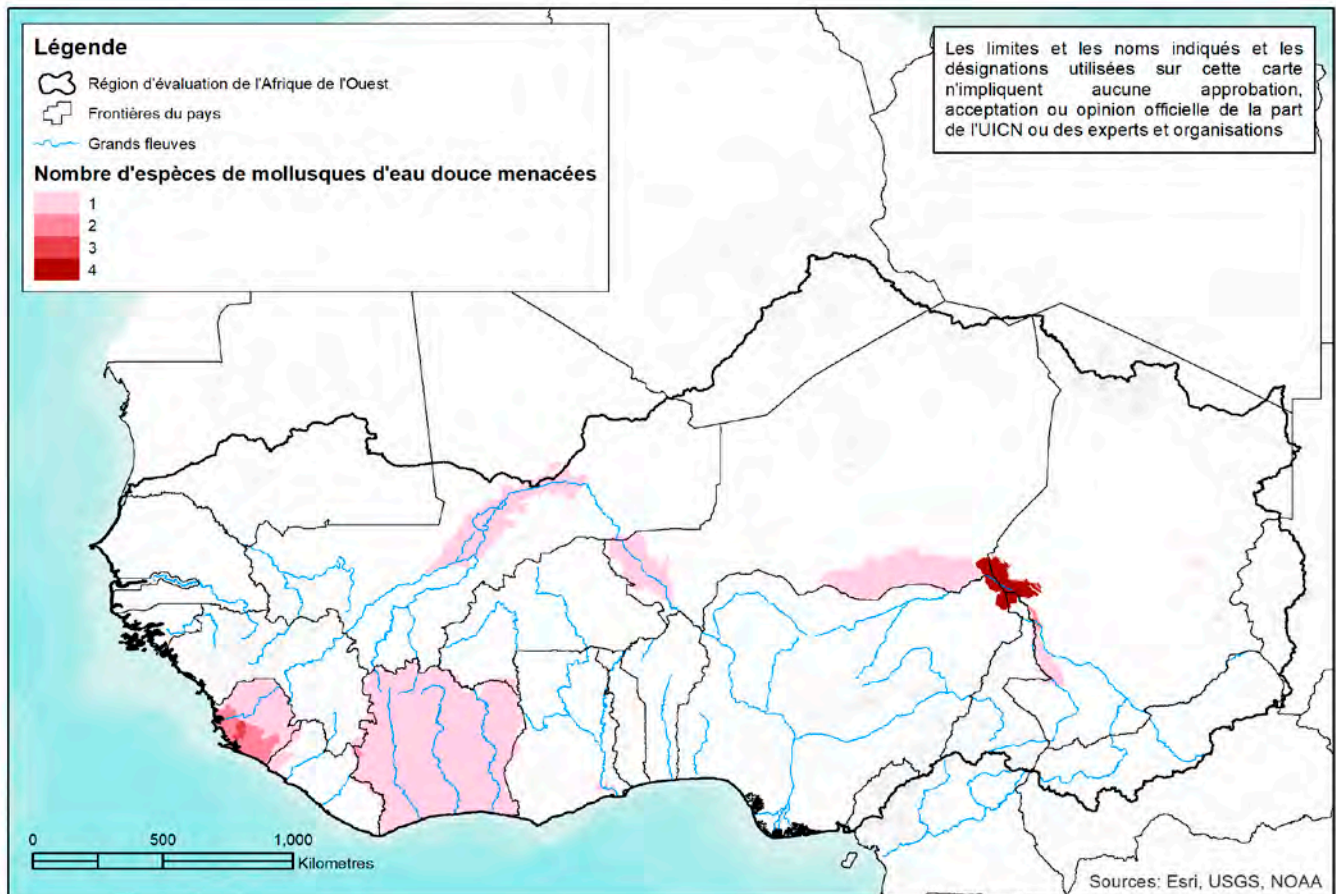 Légende
Région d'évaluation de l'Afrique de l'Ouest
Frontières du pays
Grands fleuves
Nombre d'espèces de mollusques d'eau douce menacées
1
2
3
4
Les limites et les noms indiqués et les
désignations utilisées sur cette carte
n'impliquent aucune approbation,
acceptation ou opinion officielle de la part
de l'UICN ou des experts et organisations
0 500 1,000
Kilometres
Sources: Esri, USGS, NOAA